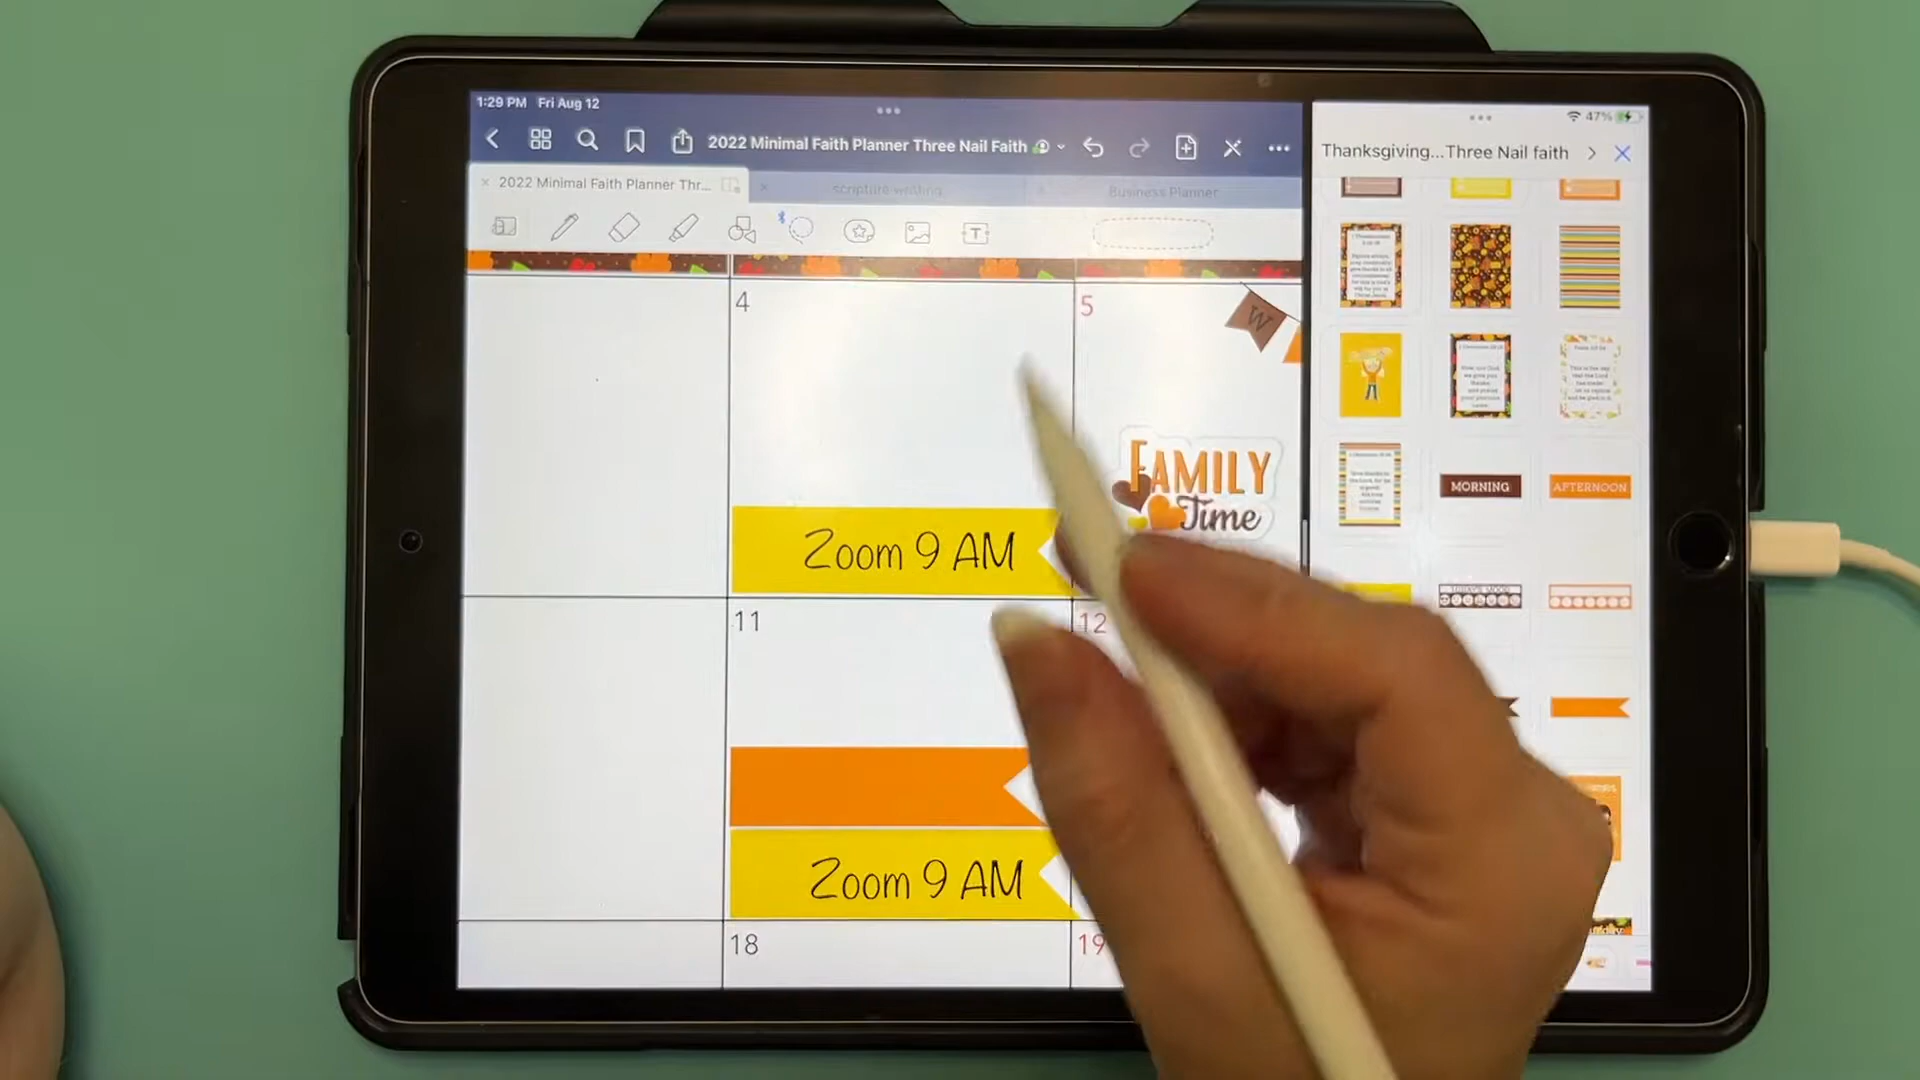 1:29 PM Fri Aug 12
47%
2022 Minimal Faith Planner Three Nail Faith
Thanksgiving...Three Nail faith
2022 Minimal Faith Planner Thr...
scripture writing
Business Planner
T
4
5
W
FAMILY
Time
MORNING
AFTERNOON
Zoom 9 AM
TODAY'S MOOD
11
12
Zoom 9 AM
18
19